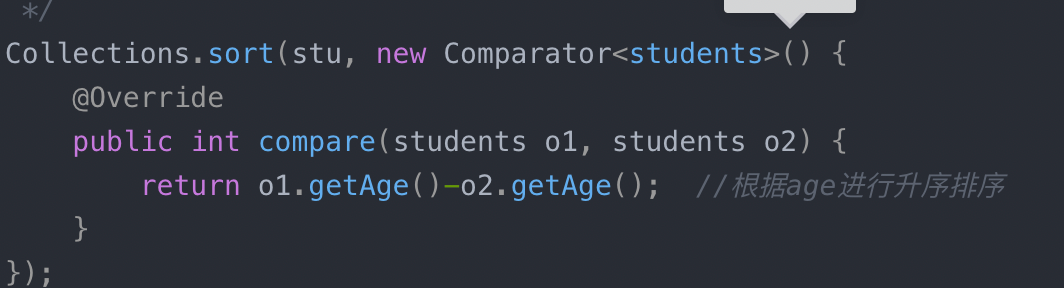 */
Collections.sort(stu, new Comparator<students>() {
    @Override
    public int compare(students o1, students o2) {
        return o1.getAge()-o2.getAge();  //根据age进行升序排序
    }
});